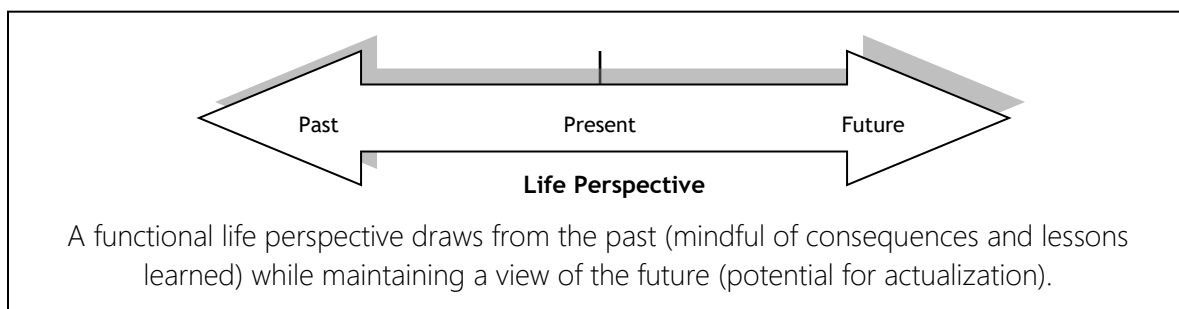 Past Present Future
Life Perspective
A functional life perspective draws from the past (mindful of consequences and lessons
learned) while maintaining a view of the future (potential for actualization).